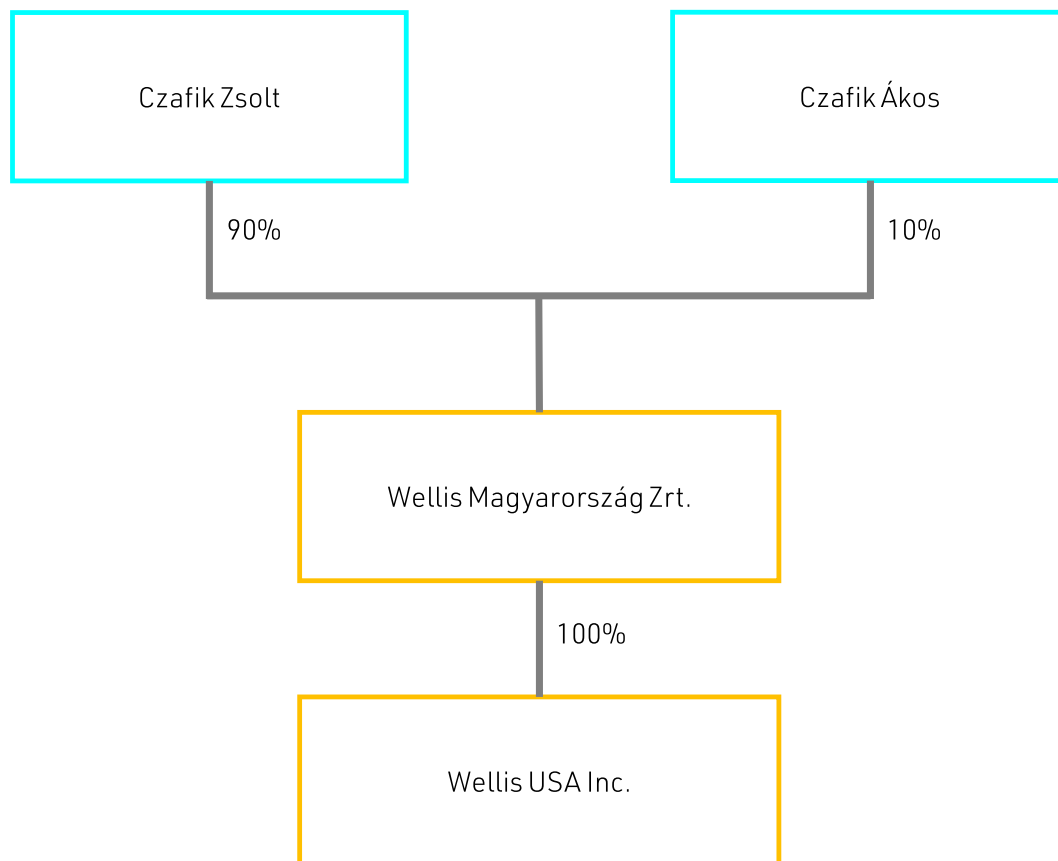 Czafik Zsolt
Czafik Ákos
90%
10%
Wellis Magyarország Zrt.
100%
Wellis USA Inc.